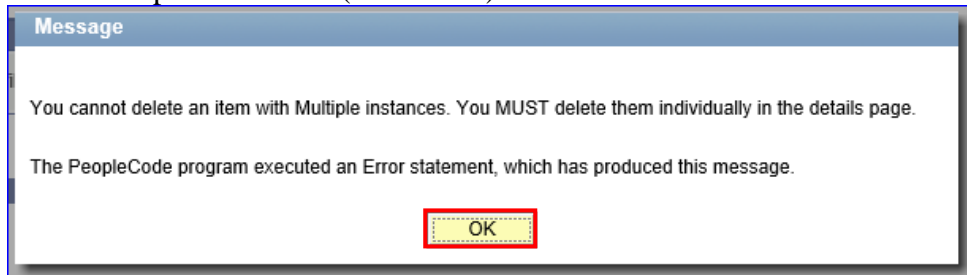 Message
You cannot delete an item with Multiple instances. You MUST delete them individually in the details page.
The PeopleCode program executed an Error statement, which has produced this message.
OK